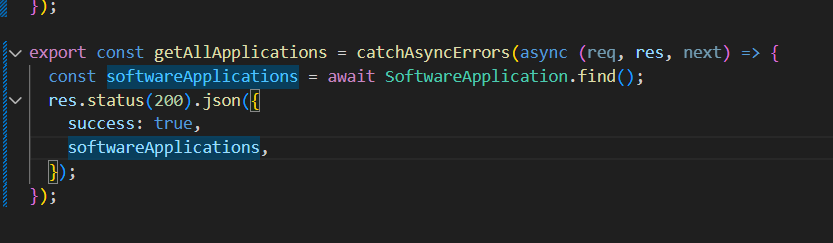 });
export const getAllApplications = catchAsyncErrors(async (req, res, next) => {
  const softwareApplications = await SoftwareApplication.find();
  res.status(200).json({
    success: true,
    softwareApplications,
  });
});